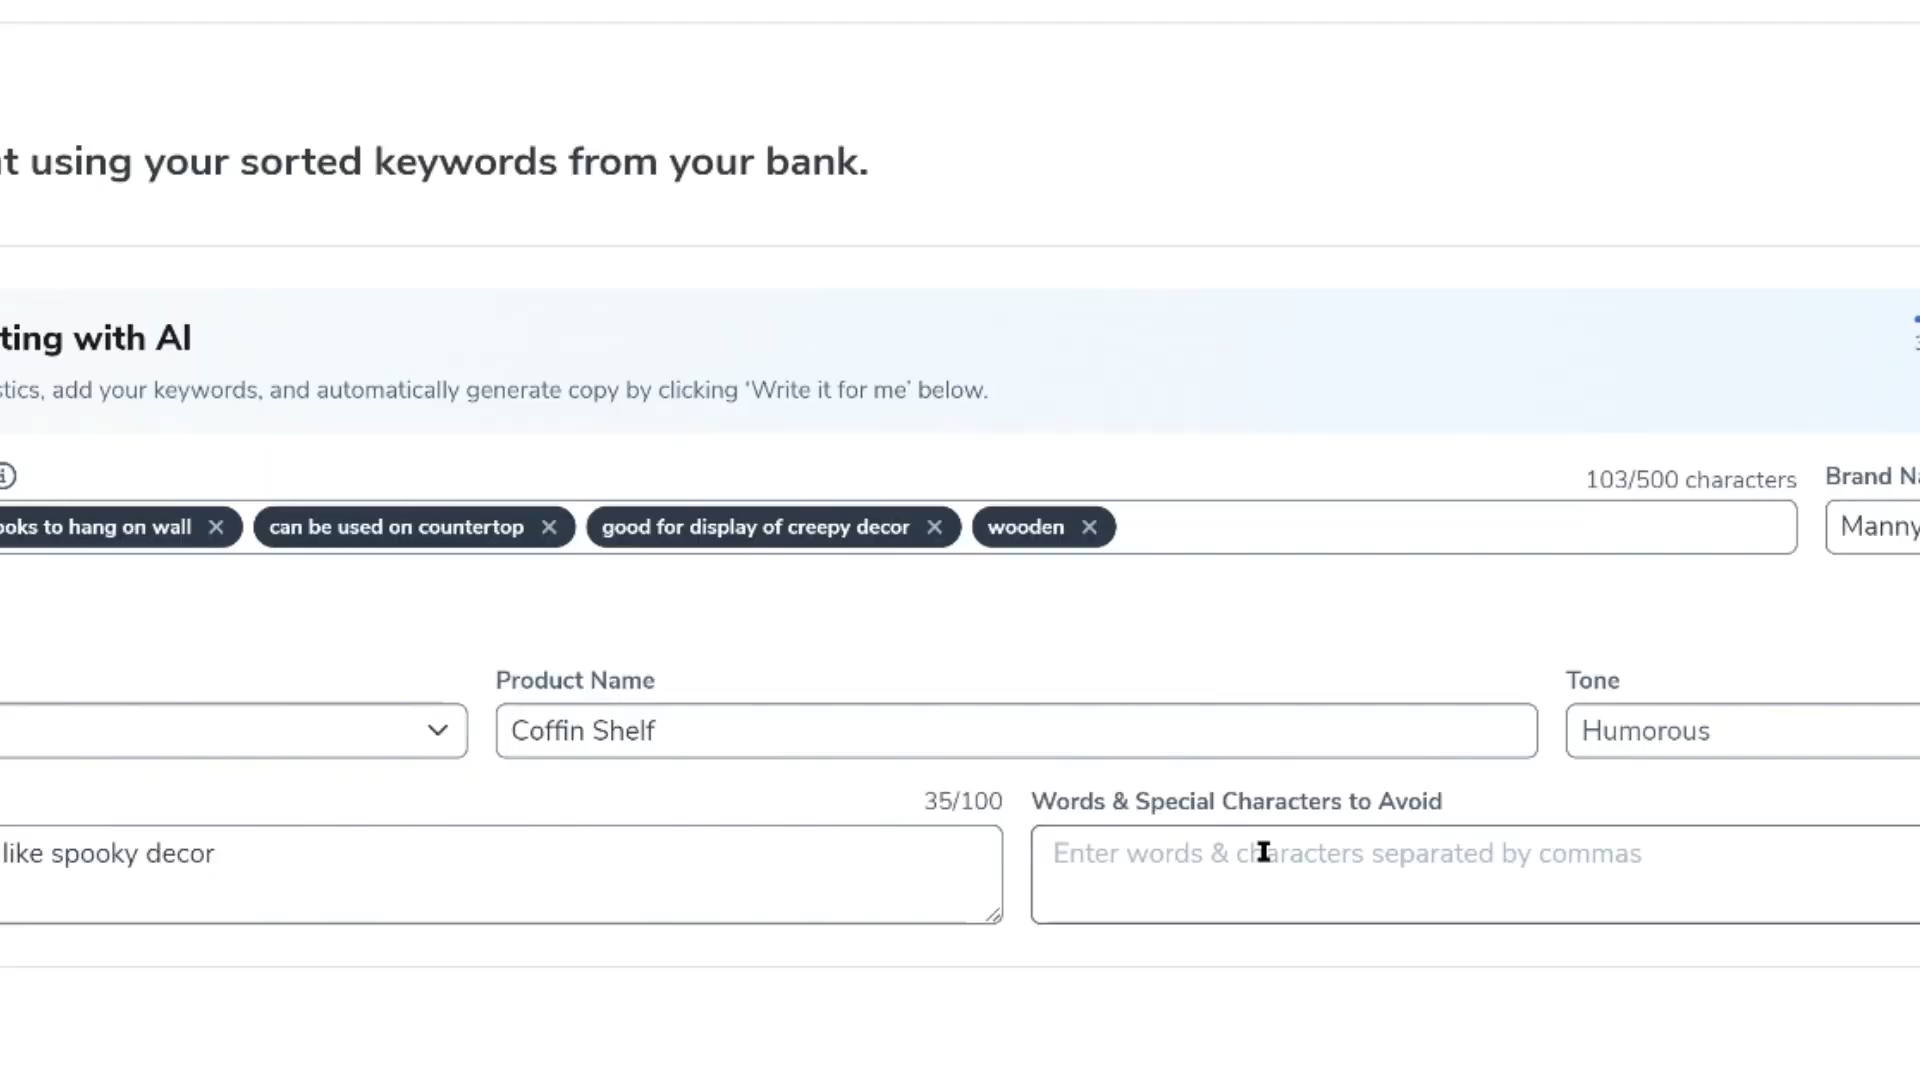 t using your sorted keywords from your bank.
ting with AI
stics, add your keywords, and automatically generate copy by clicking ‘Write it for me’ below.
103/500 characters
Brand Na
ooks to hang on wall
can be used on countertop
good for display of creepy decor
wooden
Manny
Product Name
Tone
Coffin Shelf
Humorous
35/100
Words & Special Characters to Avoid
like spooky decor
Enter words & characters separated by commas